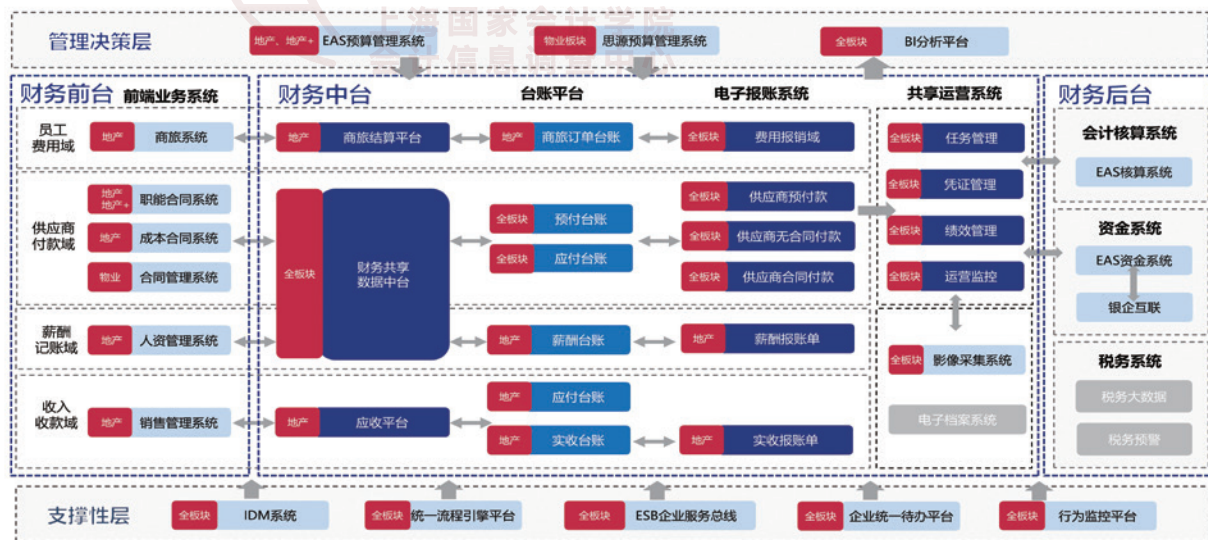 上海国家会计学院
会计信息调查中心
管理决策层
地产、地产+ EAS预算管理系统
物业板块 思源预算管理系统
全板块 BI分析平台
财务前台 前端业务系统
财务中台 台账平台 电子报账系统 共享运营系统
财务后台
员工
费用域
地产 商旅系统
地产 商旅结算平台
地产 商旅订单台账
全板块 费用报销域
供应商
付款域
地产
地产+
职能合同系统
地产 成本合同系统
物业 合同管理系统
全板块
财务共享
数据中台
全板块 预付台账
全板块 应付台账
全板块 供应商预付款
全板块 供应商无合同付款
全板块 供应商合同付款
薪酬
记账域
地产 人资管理系统
地产 薪酬台账
地产 薪酬报账单
收入
收款域
地产 销售管理系统
地产 应收平台
地产 应付台账
地产 实收台账
地产 实收报账单
全板块 任务管理
全板块 凭证管理
全板块 绩效管理
全板块 运营监控
全板块 影像采集系统
电子档案系统
会计核算系统
EAS核算系统
资金系统
EAS资金系统
银企互联
税务系统
税务大数据
税务预警
支撑性层
全板块 IDM系统
全板块 统一流程引擎平台
全板块 ESB企业服务总线
全板块 企业统一待办平台
全板块 行为监控平台